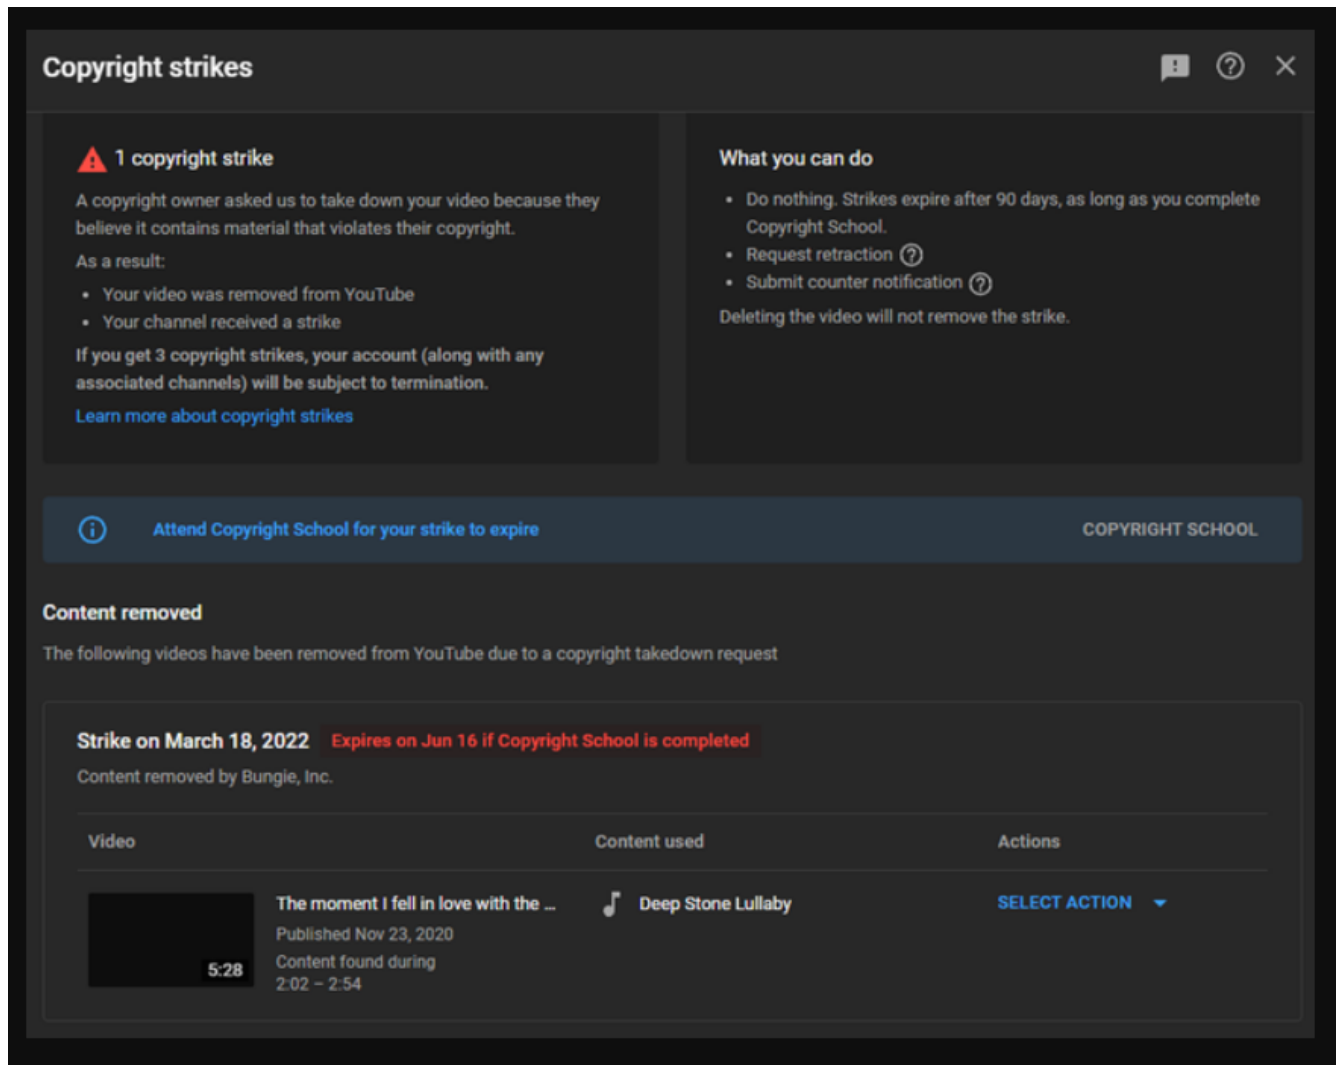 Copyright strikes
1 copyright strike
A copyright owner asked us to take down your video because they
believe it contains material that violates their copyright.
As a result:
• Your video was removed from YouTube
• Your channel received a strike
If you get 3 copyright strikes, your account (along with any
associated channels) will be subject to termination.
Learn more about copyright strikes
What you can do
• Do nothing. Strikes expire after 90 days, as long as you complete
Copyright School.
• Request retraction
• Submit counter notification
Deleting the video will not remove the strike.
Attend Copyright School for your strike to expire
COPYRIGHT SCHOOL
Content removed
The following videos have been removed from YouTube due to a copyright takedown request
Strike on March 18, 2022 Expires on Jun 16 if Copyright School is completed
Content removed by Bungie, Inc.
Video Content used Actions
The moment I fell in love with the ...
Published Nov 23, 2020
Content found during
2:02 – 2:54
5:28
Deep Stone Lullaby
SELECT ACTION